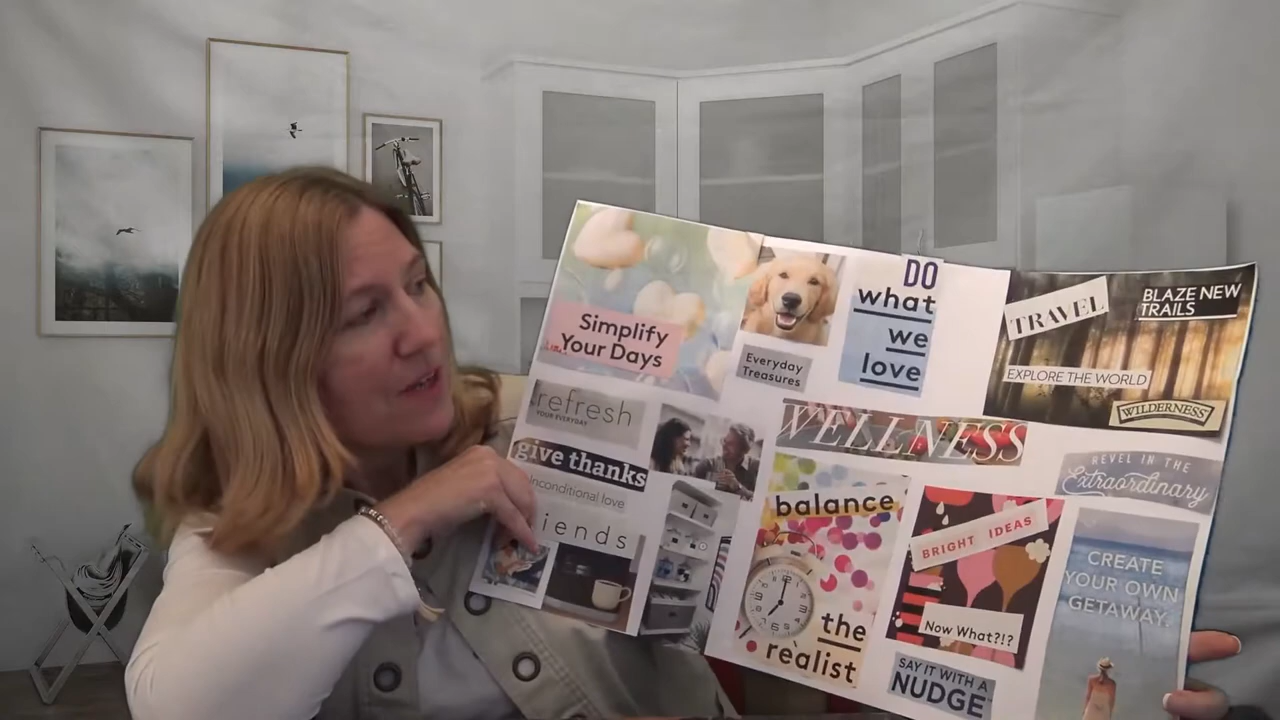 Simplify
Your Days
Everyday
Treasures
DO
what
we
love
TRAVEL
BLAZE NEW
TRAILS
EXPLORE THE WORLD
WILDERNESS
refresh
YOUR EVERYDAY
give thanks
unconditional love
iends
WELLNESS
balance
the
realist
REVEL IN THE
Extraordinary
BRIGHT IDEAS
Now What?!?
SAY IT WITH A
NUDGE
CREATE
YOUR OWN
GETAWAY.